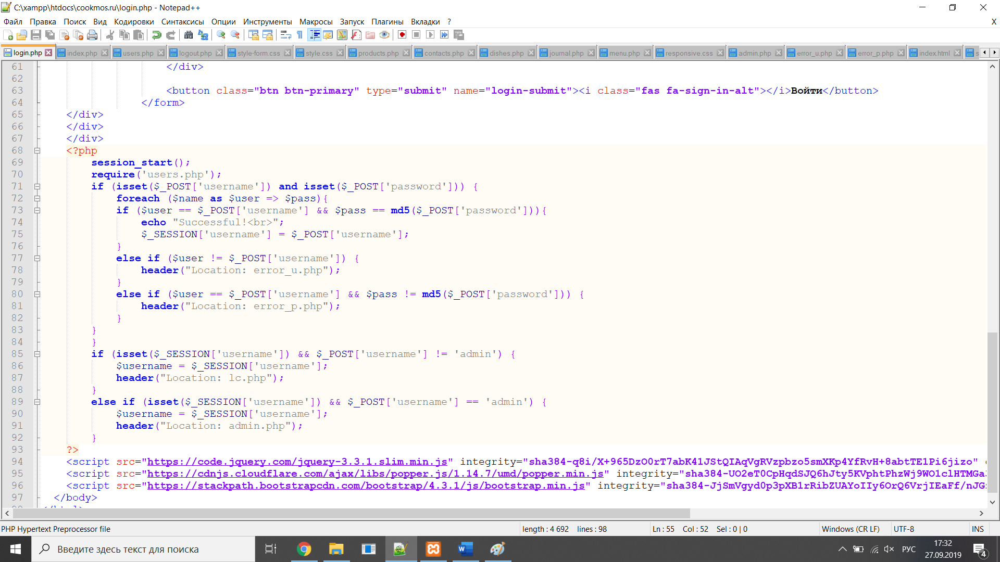 C:\xampp\htdocs\cookmos.ru\login.php - Notepad++
Файл Правка Поиск Вид Кодировки Синтаксисы Опции Инструменты Макросы Запуск Плагины Вкладки ? X
login.php index.php users.php logout.php style-form.css style.css products.php contacts.php dishes.php journal.php menu.php responsive.css admin.php error_u.php error_p.php index.html s
61 </div>
62
63 <button class="btn btn-primary" type="submit" name="login-submit"><i class="fas fa-sign-in-alt"></i>Войти</button>
64 </form>
65 </div>
66 </div>
67 </div>
68 <?php
69 session_start();
70 require('users.php');
71 if (isset($_POST['username']) and isset($_POST['password'])) {
72 foreach ($name as $user => $pass){
73 if ($user == $_POST['username'] && $pass == md5($_POST['password'])){
74 echo "Successful!<br>";
75 $_SESSION['username'] = $_POST['username'];
76 }
77 else if ($user != $_POST['username']) {
78 header("Location: error_u.php");
79 }
80 else if ($user == $_POST['username'] && $pass != md5($_POST['password'])) {
81 header("Location: error_p.php");
82 }
83 }
84 }
85 if (isset($_SESSION['username']) && $_POST['username'] != 'admin') {
86 $username = $_SESSION['username'];
87 header("Location: lc.php");
88 }
89 else if (isset($_SESSION['username']) && $_POST['username'] == 'admin') {
90 $username = $_SESSION['username'];
91 header("Location: admin.php");
92 }
93 ?>
94 <script src="https://code.jquery.com/jquery-3.3.1.slim.min.js" integrity="sha384-q8i/X+965DzO0rT7abK41JStQIAqVgRVzpbzo5smXKp4YfRvH+8abtTE1Pi6jizo"
95 <script src="https://cdnjs.cloudflare.com/ajax/libs/popper.js/1.14.7/umd/popper.min.js" integrity="sha384-UO2eT0CpHqdSJQ6hJty5KVphtPhzWj9WO1clHTMGa
96 <script src="https://stackpath.bootstrapcdn.com/bootstrap/4.3.1/js/bootstrap.min.js" integrity="sha384-JjSmVgyd0p3pXB1rRibZUAYoIIy6OrQ6VrjIEaFf/nJG
97 </body>
PHP Hypertext Preprocessor file length : 4 692 lines : 98 Ln : 55 Col : 52 Sel : 0 | 0 Windows (CR LF) UTF-8 INS
Введите здесь текст для поиска
РУС
17:32
27.09.2019
4